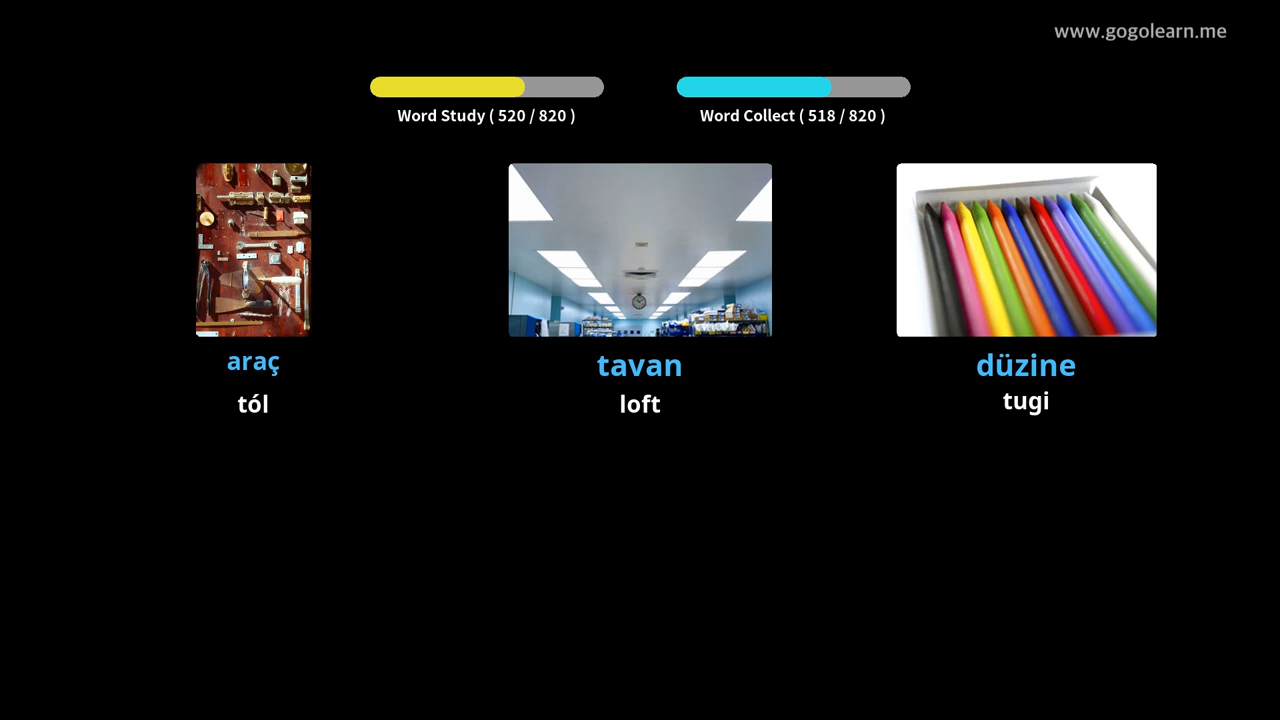 www.gogolearn.me
Word Study ( 520 / 820 )
Word Collect ( 518 / 820 )
araç
tól
tavan
loft
düzine
tugi